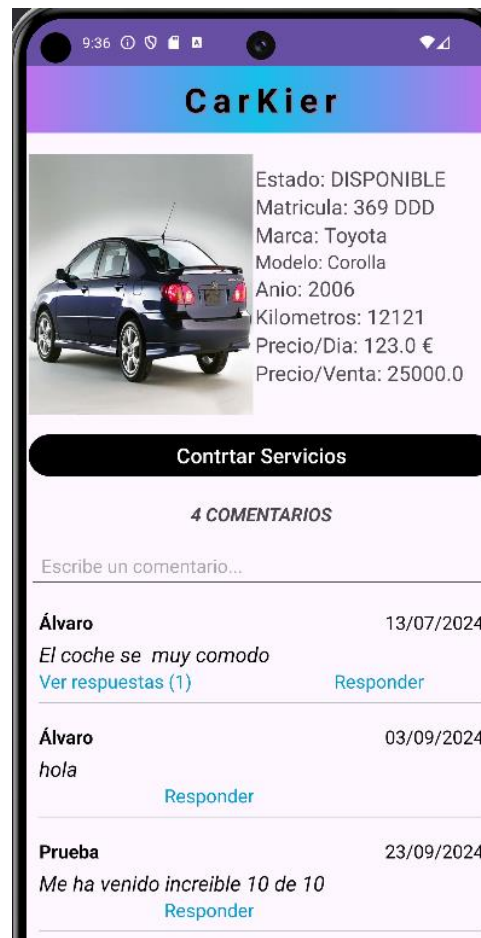 9:36
CarKier
Estado: DISPONIBLE
Matricula: 369 DDD
Marca: Toyota
Modelo: Corolla
Anio: 2006
Kilometros: 12121
Precio/Dia: 123.0 €
Precio/Venta: 25000.0
Contrtar Servicios
4 COMENTARIOS
Escribe un comentario...
Álvaro 13/07/2024
El coche se  muy comodo
Ver respuestas (1) Responder
Álvaro 03/09/2024
hola
Responder
Prueba 23/09/2024
Me ha venido increible 10 de 10
Responder